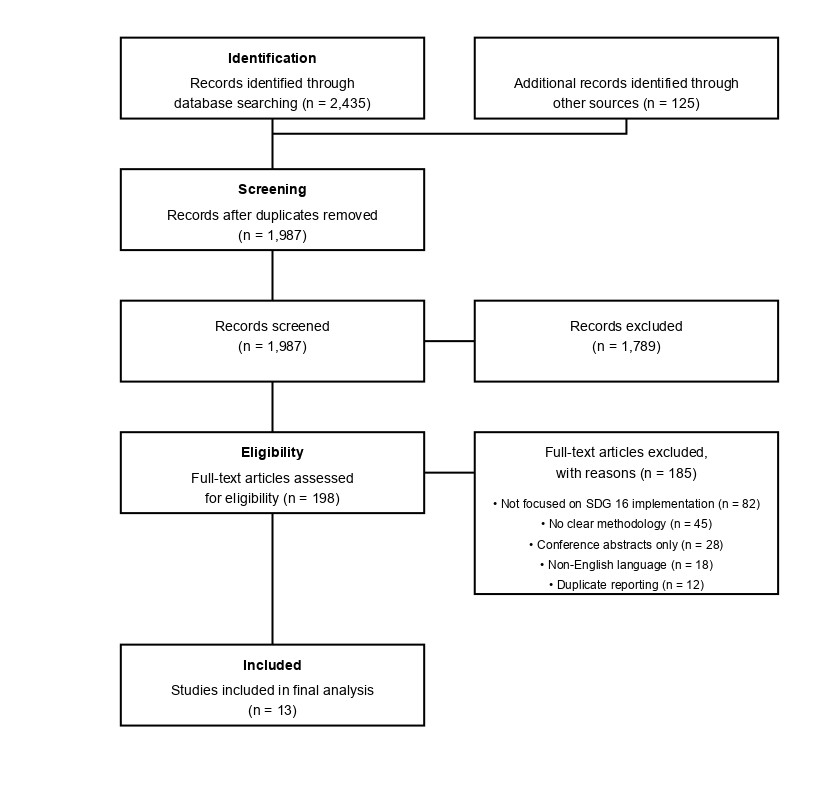 Identification
Records identified through
database searching (n = 2,435)
Additional records identified through
other sources (n = 125)
Screening
Records after duplicates removed
(n = 1,987)
Records screened
(n = 1,987)
Records excluded
(n = 1,789)
Eligibility
Full-text articles assessed
for eligibility (n = 198)
Full-text articles excluded,
with reasons (n = 185)
• Not focused on SDG 16 implementation (n = 82)
• No clear methodology (n = 45)
• Conference abstracts only (n = 28)
• Non-English language (n = 18)
• Duplicate reporting (n = 12)
Included
Studies included in final analysis
(n = 13)